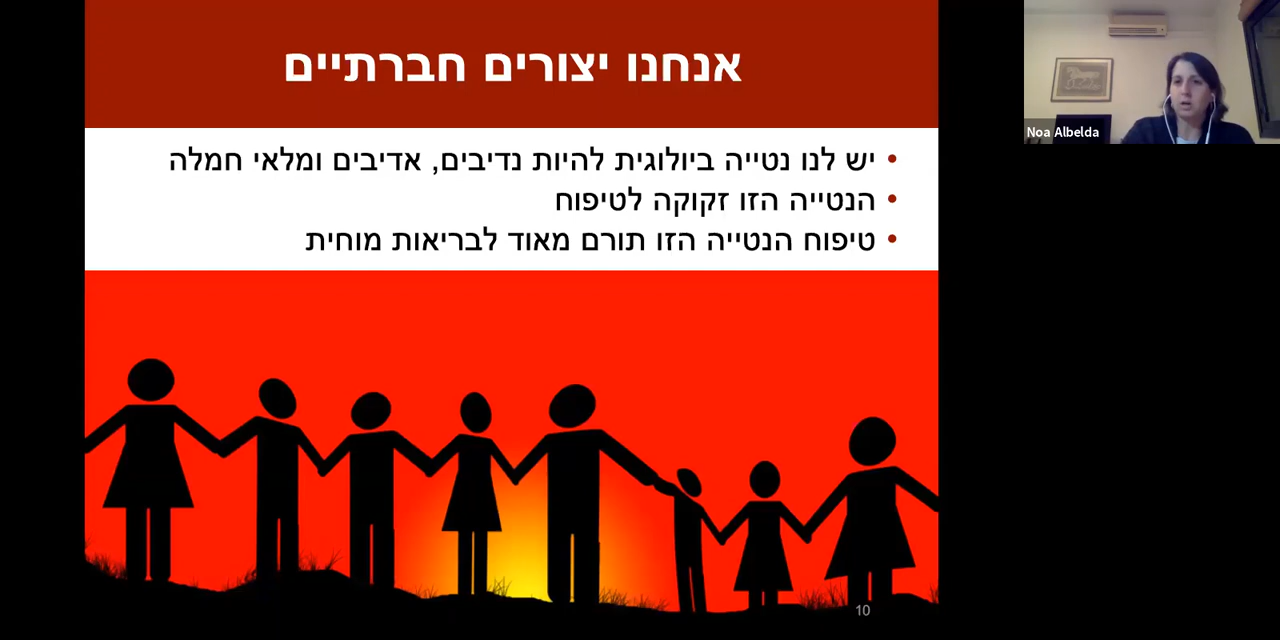 אנחנו יצורים חברתיים
• יש לנו נטייה ביולוגית להיות נדיבים, אדיבים ומלאי חמלה
• הנטייה הזו זקוקה לטיפוח
• טיפוח הנטייה הזו תורם מאוד לבריאות מוחית
10
Noa Albelda